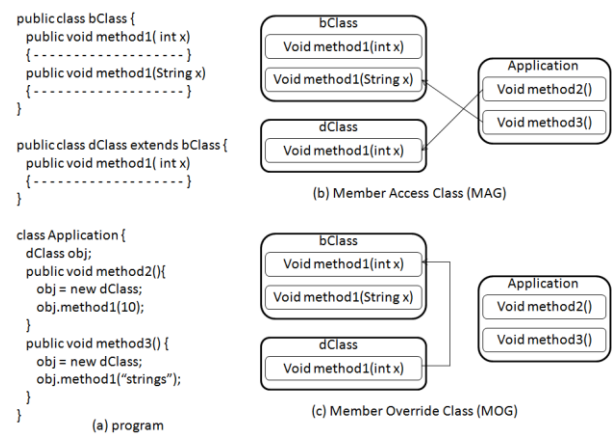 public class bClass {
public void method1( int x)
{ - - - - - - - - - - - - - - - - - - - }
public void method1(String x)
{ - - - - - - - - - - - - - - - - - - - }
}
public class dClass extends bClass {
public void method1( int x)
{ - - - - - - - - - - - - - - - - - - - }
}
class Application {
dClass obj;
public void method2(){
obj = new dClass;
obj.method1(10);
}
public void method3() {
obj = new dClass;
obj.method1(“strings”);
}
}
(a) program
bClass
Void method1(int x)
Void method1(String x)
dClass
Void method1(int x)
Application
Void method2()
Void method3()
(b) Member Access Class (MAG)
bClass
Void method1(int x)
Void method1(String x)
dClass
Void method1(int x)
Application
Void method2()
Void method3()
(c) Member Override Class (MOG)